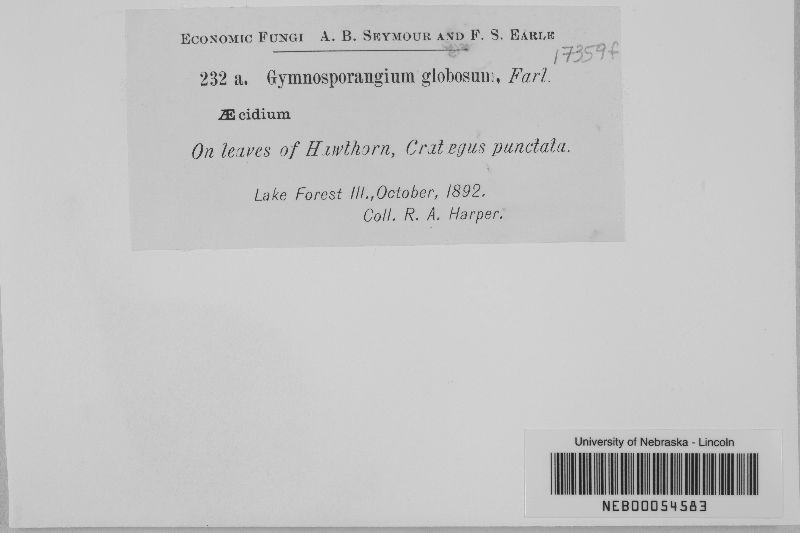 ECONOMIC FUNGI A. B. SEYMOUR AND F. S. EARLE
17359f
232 a. Gymnosporangium globosum, Farl.
Æcidium
On leaves of Hawthorn, Cratægus punctata.
Lake Forest Ill., October, 1892.
Coll. R. A. Harper.
University of Nebraska - Lincoln
NEB00054583